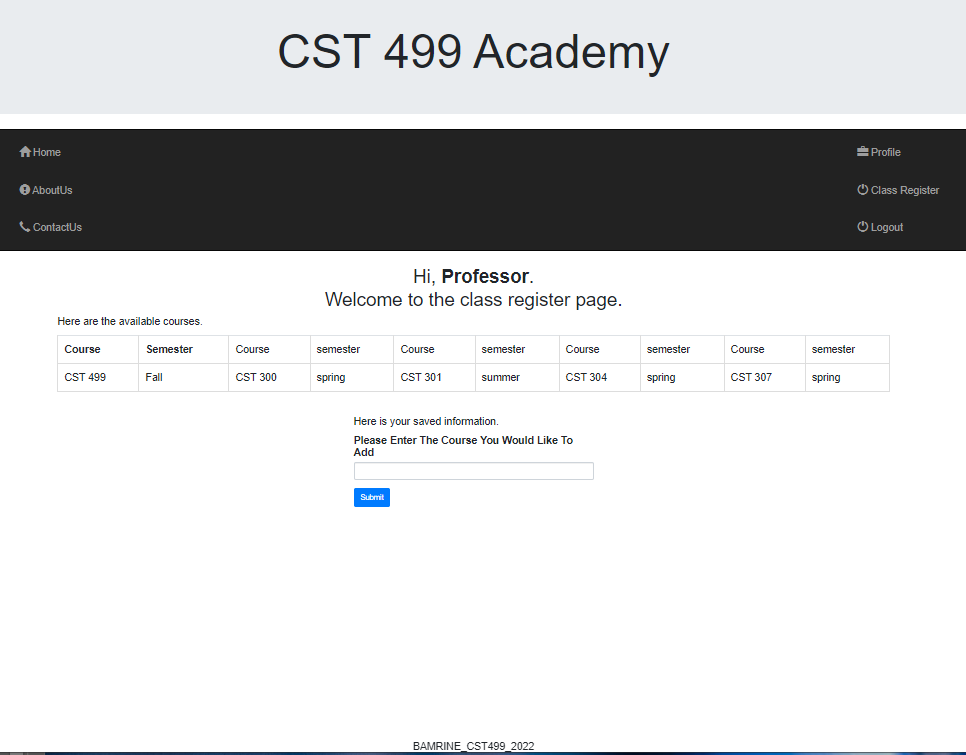 CST 499 Academy
Home
Profile
AboutUs
Class Register
ContactUs
Logout
Hi, Professor.
Welcome to the class register page.
Here are the available courses.
Course Semester Course semester Course semester Course semester Course semester
CST 499 Fall CST 300 spring CST 301 summer CST 304 spring CST 307 spring
Here is your saved information.
Please Enter The Course You Would Like To
Add
Submit
BAMRINE_CST499_2022